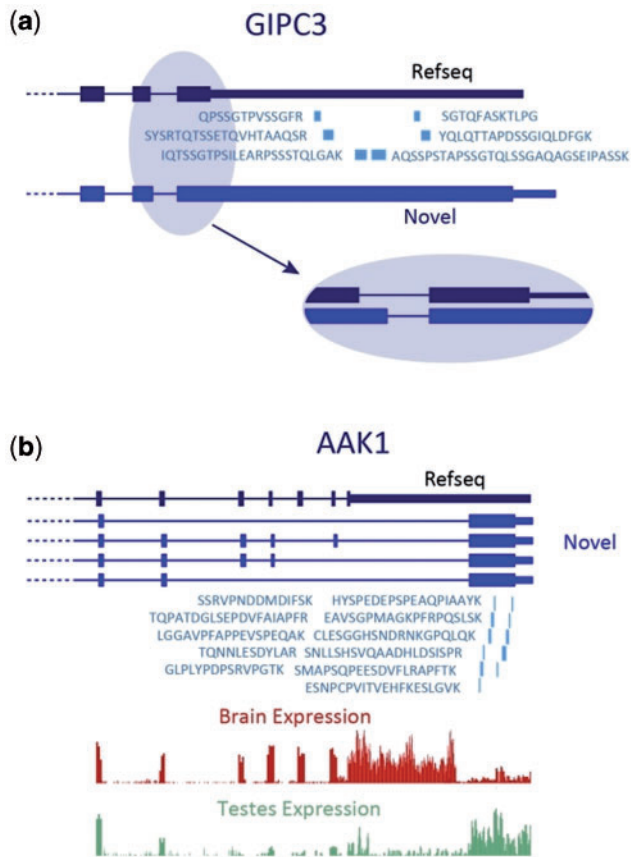 (a)
GIPC3
Refseq
QPSSGTPVSSGFR SGTQFASKTLPG
SYSRTQTSSETQVHTAAQSR YQLQTTAPDSSGIQLDFGK
IQTSSGTPSILEARPSSSTQLGAK AQSSPSTAPSSGTQLSSGAQAGSEIPASSK
Novel
(b)
AAK1
Refseq
Novel
SSRVPNDDMDIFSK HYSPEDEPSPEAQPIAAYK
TQPATDGLSEPDVFAIAPFR EAVSGPMAGKPFRPQSLSK
LGGAVPFAPPEVSPEQAK CLESGGHSNDRNKGPQLQK
TQNNLESDYLAR SNLLSHSVQAADHLDSISPR
GLPLYPDPSRVPGTK SMAPSQPEESDVFLRAPFTK
ESNPCPVITVEHFKESLGVK
Brain Expression
Testes Expression